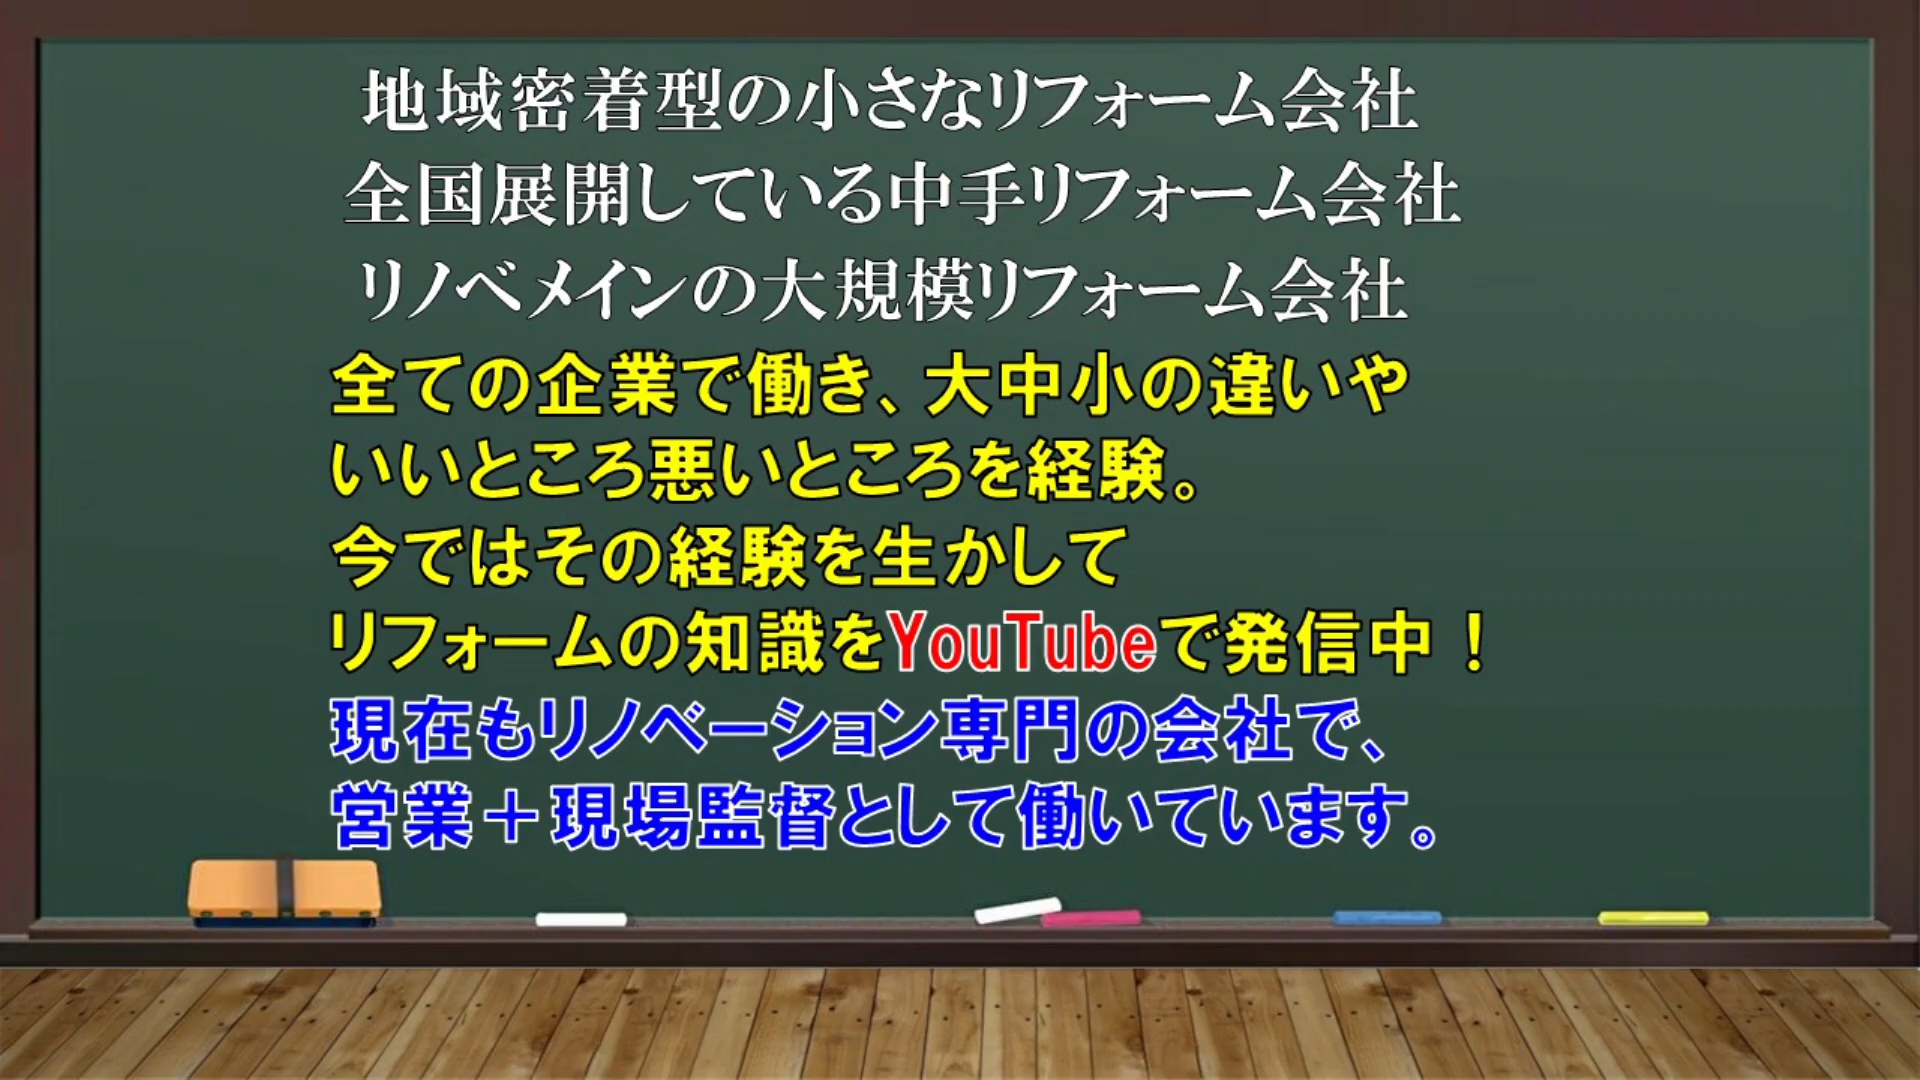 地域密着型の小さなリフォーム会社
全国展開している中手リフォーム会社
リノベメインの大規模リフォーム会社
全ての企業で働き、大中小の違いや
いいところ悪いところを経験。
今ではその経験を生かして
リフォームの知識をYouTubeで発信中！
現在もリノベーション専門の会社で、
営業＋現場監督として働いています。